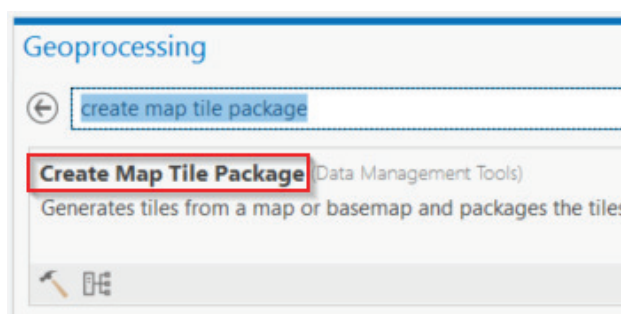 Geoprocessing
create map tile package
Create Map Tile Package (Data Management Tools)
Generates tiles from a map or basemap and packages the tiles